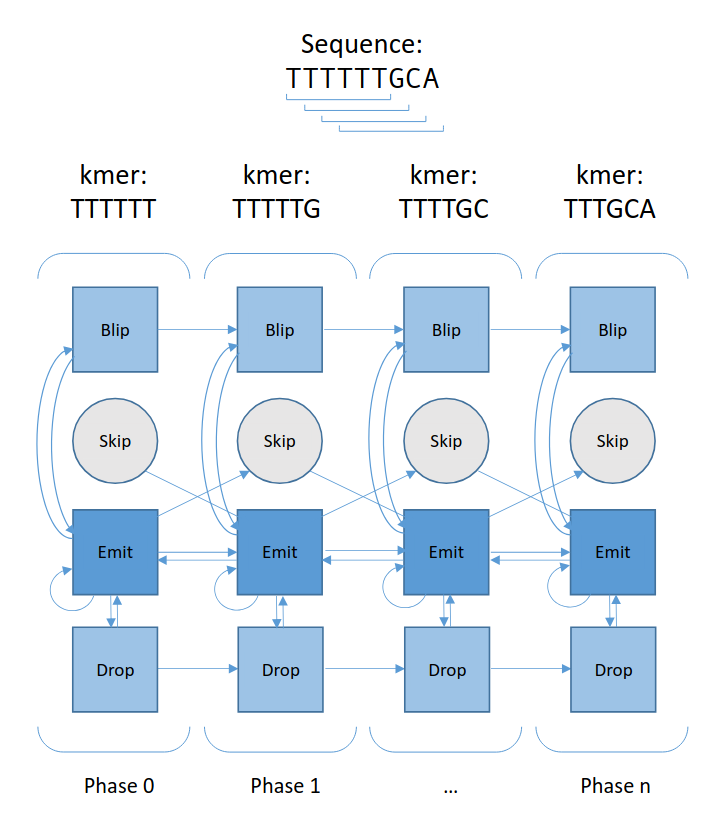 Sequence:
TTTTTTGCA
kmer: kmer: kmer: kmer:
TTTTTT TTTTTG TTTTGC TTTGCA
Blip Blip Blip Blip
Skip Skip Skip Skip
Emit Emit Emit Emit
Drop Drop Drop Drop
Phase 0 Phase 1 ... Phase n